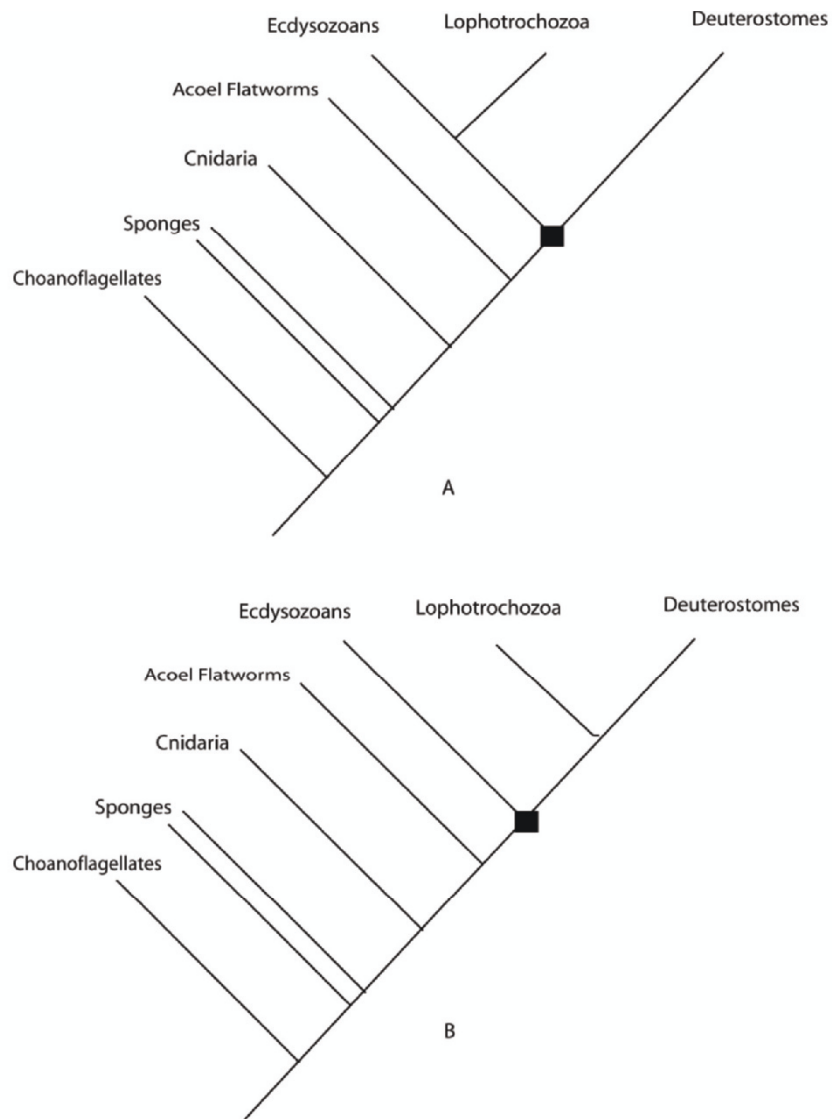 Ecdysozoans
Lophotrochozoa
Deuterostomes
Acoel Flatworms
Cnidaria
Sponges
Choanoflagellates
A
Ecdysozoans
Lophotrochozoa
Deuterostomes
Acoel Flatworms
Cnidaria
Sponges
Choanoflagellates
B